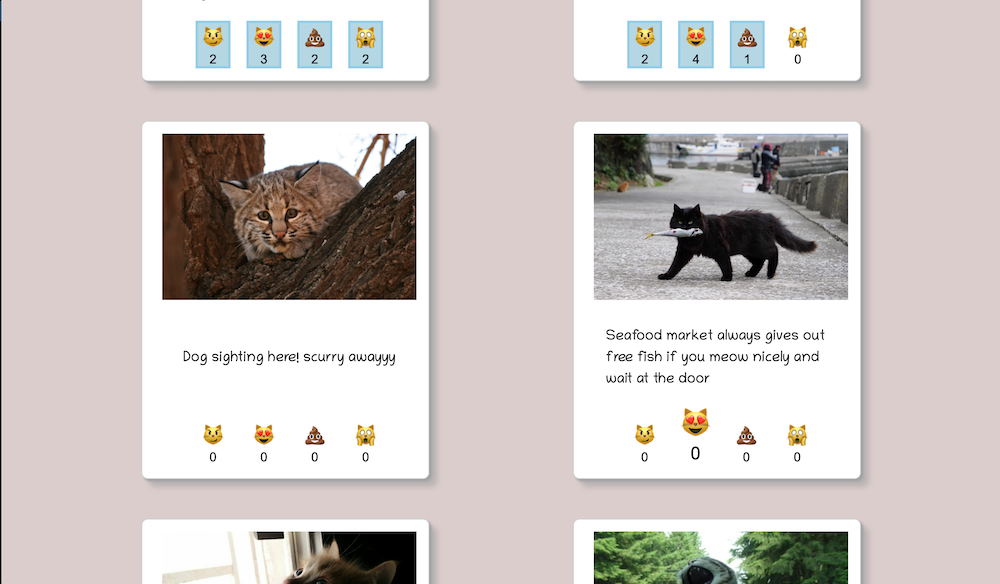 2 3 2 2
2 4 1 0
Dog sighting here! scurry awayyy
0 0 0 0
Seafood market always gives out
free fish if you meow nicely and
wait at the door
0 0 0 0